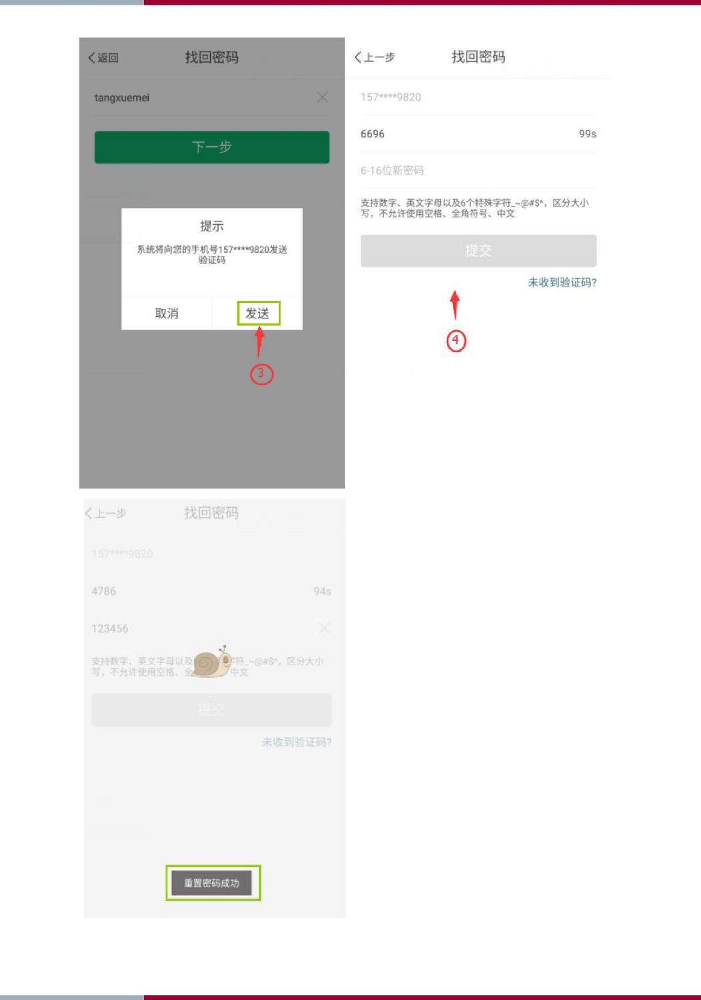 返回
找回密码
tangxuemei
下一步
提示
系统将向您的手机号157****9820发送
验证码
取消
发送
3
上一步
找回密码
157****9820
6696
99s
6-16位新密码
支持数字、英文字母以及6个特殊字符_~@#$^，区分大小
写，不允许使用空格、全角符号、中文
提交
未收到验证码?
4
上一步
找回密码
157****9820
4786
94s
123456
支持数字、英文字母以及 字符_~@#$^，区分大小
写，不允许使用空格、全 中文
提交
未收到验证码?
重置密码成功